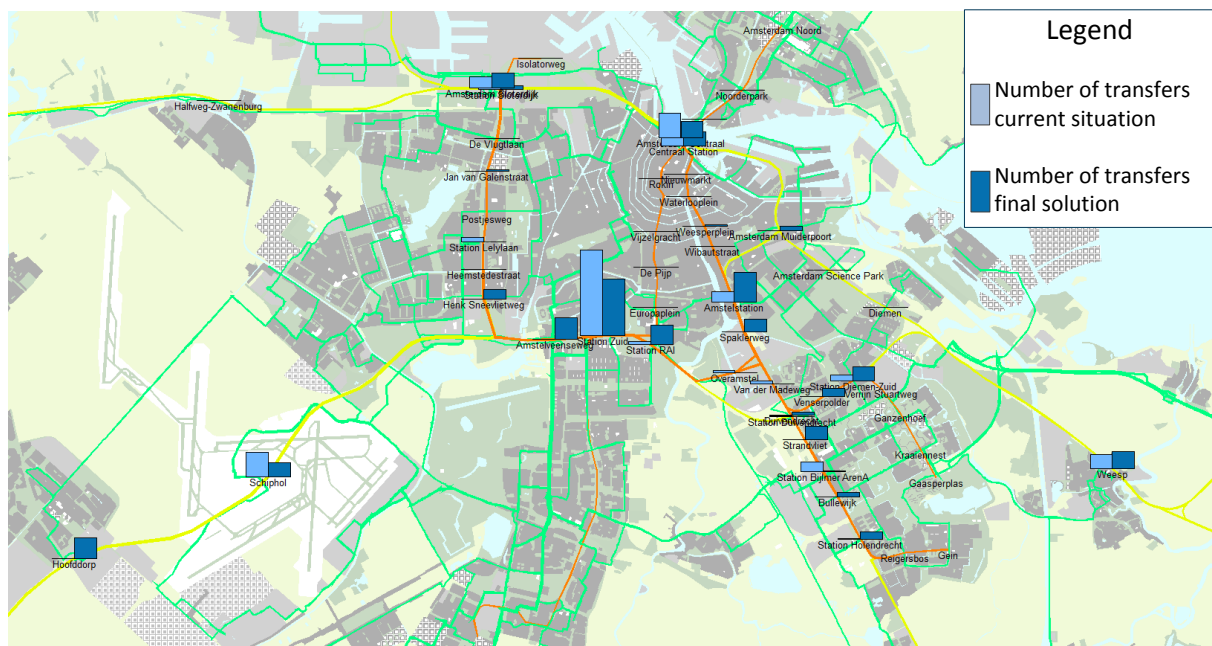 Legend
Number of transfers
current situation
Number of transfers
final solution
Amsterdam Noord
Isolatorweg
Amsterdam Sloterdijk
Station Sloterdijk
Halfweg-Zwanenburg
Noorderpark
De Vlugtlaan
Centraal Station
Jan van Galenstraat
Nieuwmarkt
Rokin
Waterlooplein
Postjesweg
Weesperplein
Vijzelgracht
Amsterdam Muiderpoort
Station Lelylaan
Wibautstraat
Heemstedestraat
De Pijp
Amsterdam Science Park
Henk Sneevlietweg
Amstelstation
Europaplein
Diemen
Spaklerweg
Amstelveenseweg
Station Zuid
Station RAI
Overamstel
Van der Madeweg
Station Diemen-Zuid
Verrijn Stuartweg
Venserpolder
Duivendrecht
Station Duivendrecht
Ganzenhoef
Strandvliet
Kraaiennest
Station Bijlmer ArenA
Gaasperplas
Schiphol
Weesp
Bullewijk
Station Holendrecht
Reigersbos
Gein
Hoofddorp